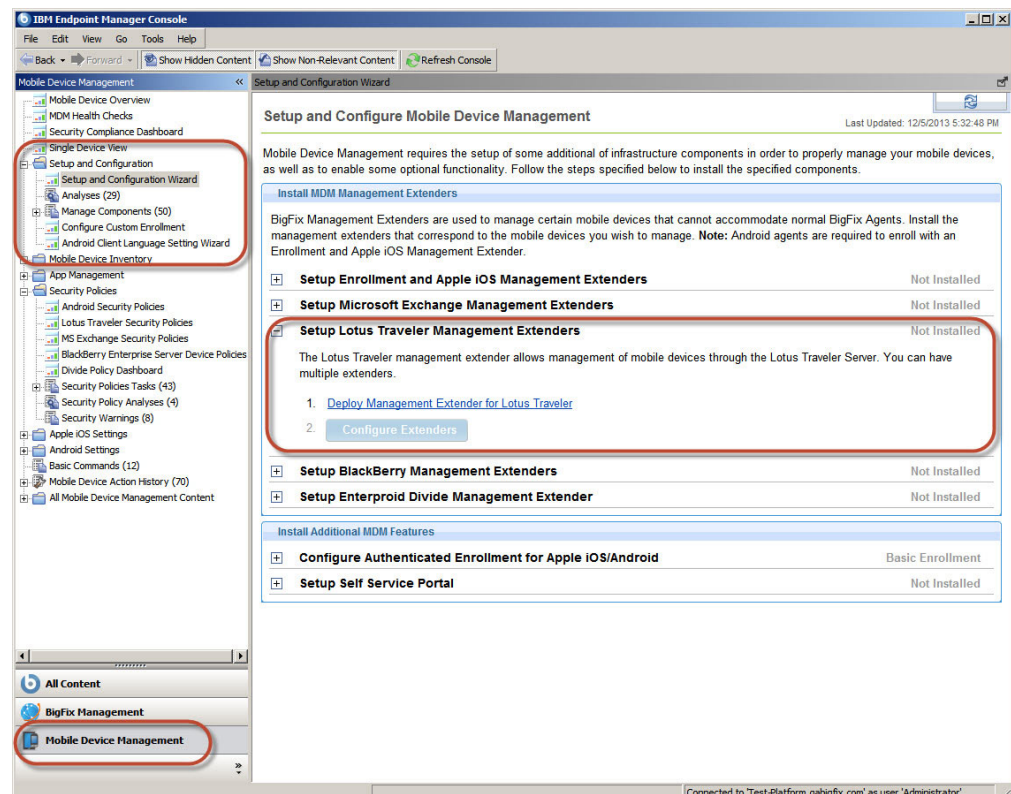 IBM Endpoint Manager Console
File Edit View Go Tools Help
Back Forward Show Hidden Content Show Non-Relevant Content Refresh Console
Mobile Device Management «
Mobile Device Overview
MDM Health Checks
Security Compliance Dashboard
Single Device View
Setup and Configuration
Setup and Configuration Wizard
Analyses (29)
Manage Components (50)
Configure Custom Enrollment
Android Client Language Setting Wizard
Mobile Device Inventory
App Management
Security Policies
Android Security Policies
Lotus Traveler Security Policies
MS Exchange Security Policies
BlackBerry Enterprise Server Device Policies
Divide Policy Dashboard
Security Policies Tasks (43)
Security Policy Analyses (4)
Security Warnings (8)
Apple iOS Settings
Android Settings
Basic Commands (12)
Mobile Device Action History (70)
All Mobile Device Management Content
All Content
BigFix Management
Mobile Device Management
»
Setup and Configuration Wizard
Setup and Configure Mobile Device Management
Last Updated: 12/5/2013 5:32:48 PM
Mobile Device Management requires the setup of some additional of infrastructure components in order to properly manage your mobile devices,
as well as to enable some optional functionality. Follow the steps specified below to install the specified components.
Install MDM Management Extenders
BigFix Management Extenders are used to manage certain mobile devices that cannot accommodate normal BigFix Agents. Install the
management extenders that correspond to the mobile devices you wish to manage. Note: Android agents are required to enroll with an
Enrollment and Apple iOS Management Extender.
Setup Enrollment and Apple iOS Management Extenders Not Installed
Setup Microsoft Exchange Management Extenders Not Installed
Setup Lotus Traveler Management Extenders Not Installed
The Lotus Traveler management extender allows management of mobile devices through the Lotus Traveler Server. You can have
multiple extenders.
1. Deploy Management Extender for Lotus Traveler
2. Configure Extenders
Setup BlackBerry Management Extenders Not Installed
Setup Enterproid Divide Management Extender Not Installed
Install Additional MDM Features
Configure Authenticated Enrollment for Apple iOS/Android Basic Enrollment
Setup Self Service Portal Not Installed
Connected to 'Test-Platform.qabigfix.com' as user 'Administrator'